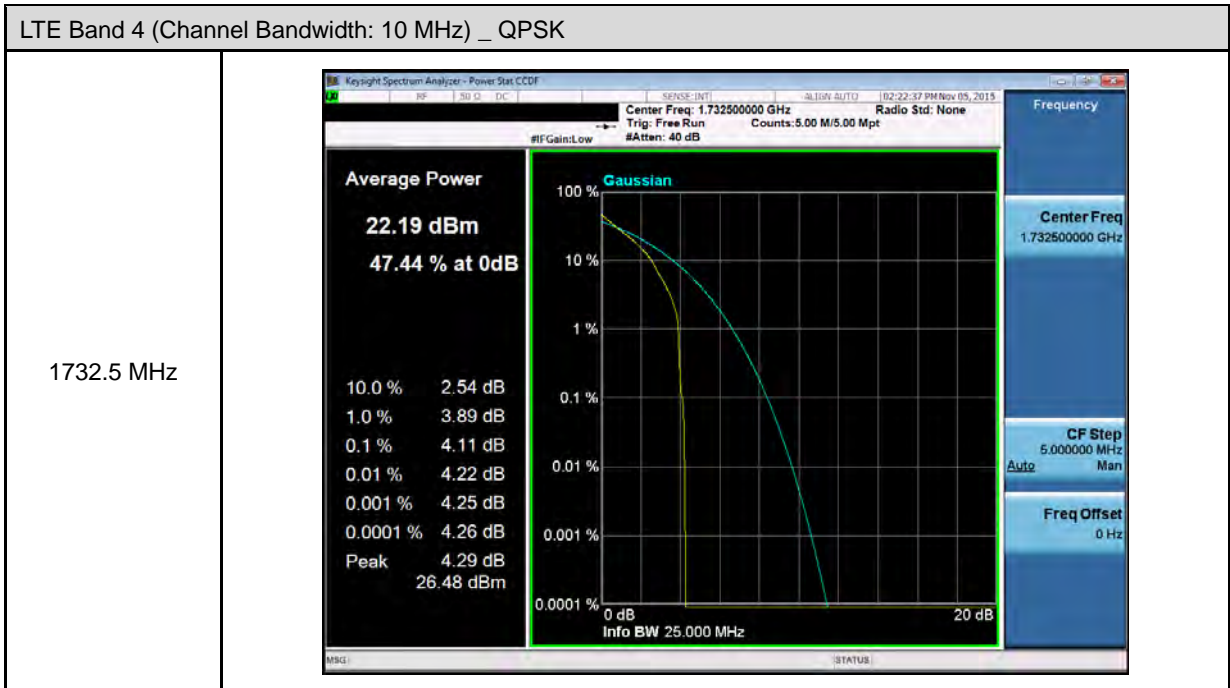 LTE Band 4 (Channel Bandwidth: 10 MHz) _ QPSK
1732.5 MHz
Keysight Spectrum Analyzer - Power Stat CCDF
RF 50 Ω DC SENSE:INT ALIGN AUTO 02:22:37 PM Nov 05, 2015
Center Freq: 1.732500000 GHz Radio Std: None
Trig: Free Run Counts:5.00 M/5.00 Mpt
#IFGain:Low #Atten: 40 dB
Average Power
22.19 dBm
47.44 % at 0dB
10.0 % 2.54 dB
1.0 % 3.89 dB
0.1 % 4.11 dB
0.01 % 4.22 dB
0.001 % 4.25 dB
0.0001 % 4.26 dB
Peak 4.29 dB
26.48 dBm
Gaussian
100 %
10 %
1 %
0.1 %
0.01 %
0.001 %
0.0001 %
0 dB 20 dB
Info BW 25.000 MHz
Frequency
Center Freq
1.732500000 GHz
CF Step
5.000000 MHz
Auto Man
Freq Offset
0 Hz
MSG STATUS